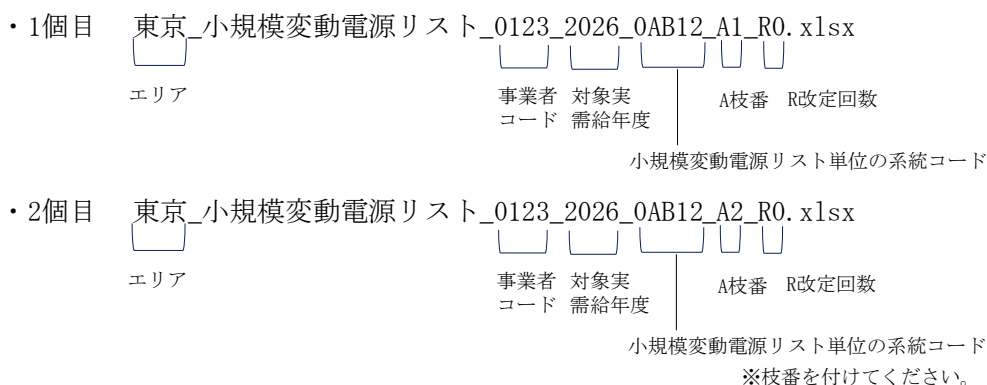 ・1個目 東京_小規模変動電源リスト_0123_2026_0AB12_A1_R0.xlsx
エリア 事業者 対象実 A枝番 R改定回数
コード 需給年度
小規模変動電源リスト単位の系統コード
・2個目 東京_小規模変動電源リスト_0123_2026_0AB12_A2_R0.xlsx
エリア 事業者 対象実 A枝番 R改定回数
コード 需給年度
小規模変動電源リスト単位の系統コード
※枝番を付けてください。